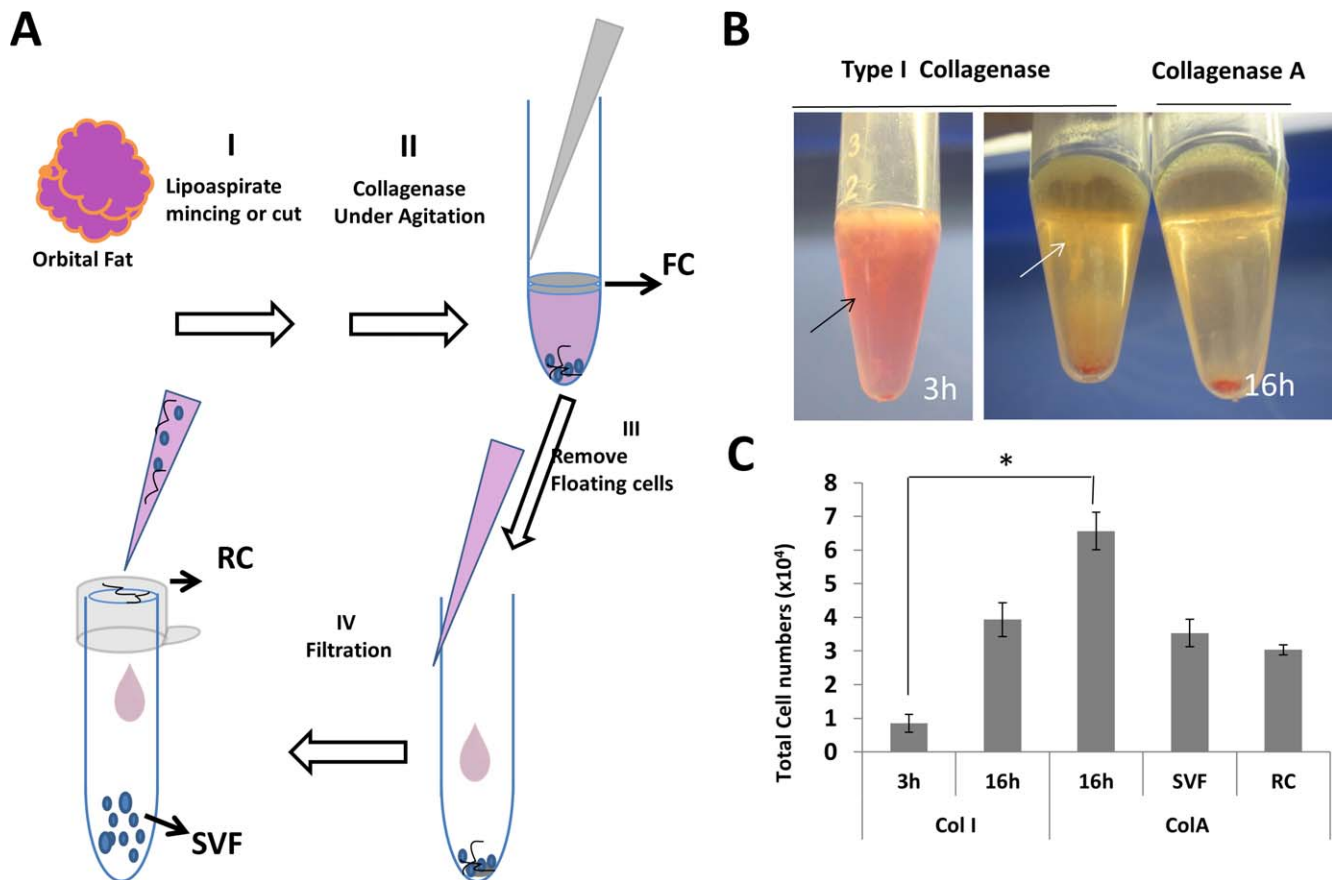 A
I
Lipoaspirate
mincing or cut
II
Collagenase
Under Agitation
Orbital Fat
FC
III
Remove
Floating cells
RC
IV
Filtration
SVF
B
Type I Collagenase
Collagenase A
3h
16h
C
*
Total Cell numbers (x10⁴)
8
7
6
5
4
3
2
1
0
3h 16h 16h SVF RC
Col I ColA